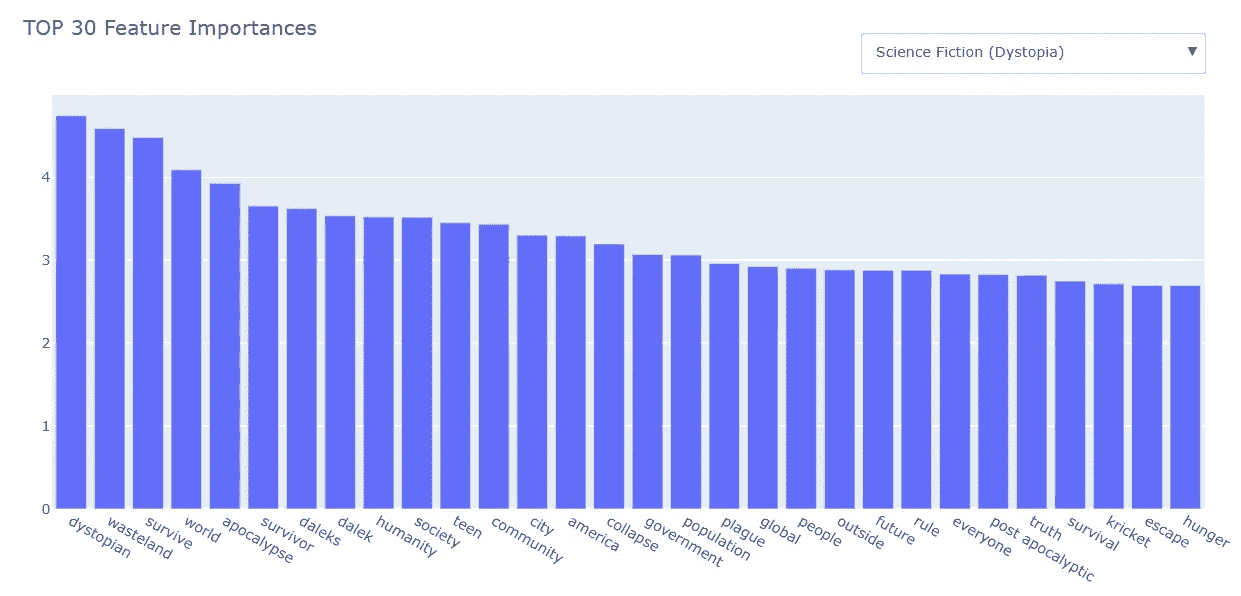 TOP 30 Feature Importances
Science Fiction (Dystopia)
4
3
2
1
0
dystopian
wasteland
survive
world
apocalypse
survivor
daleks
dalek
humanity
society
teen
community
city
america
collapse
government
population
plague
global
people
outside
future
rule
everyone
post apocalyptic
truth
survival
kricket
escape
hunger